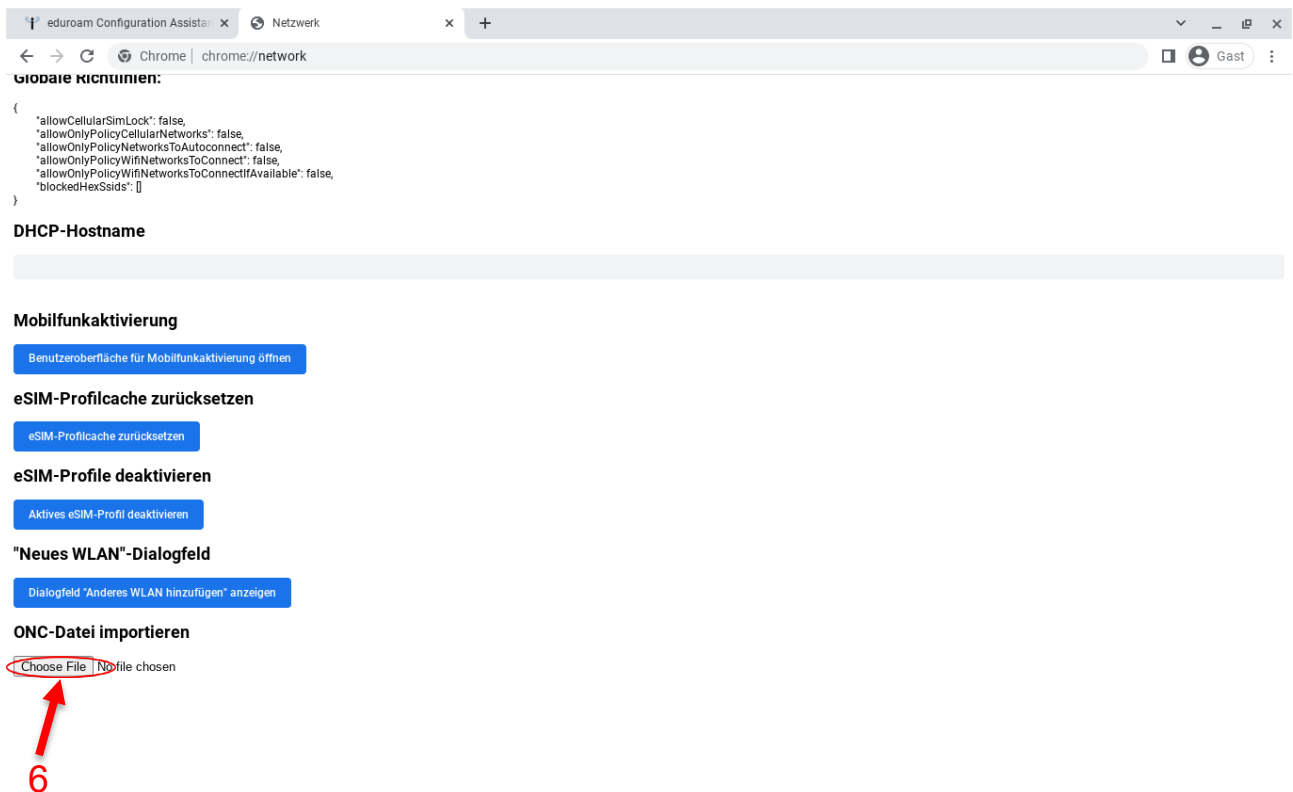 eduroam Configuration Assistan
Netzwerk
Chrome | chrome://network
Gast
Globale Richtlinien:
{
"allowCellularSimLock": false,
"allowOnlyPolicyCellularNetworks": false,
"allowOnlyPolicyNetworksToAutoconnect": false,
"allowOnlyPolicyWifiNetworksToConnect": false,
"allowOnlyPolicyWifiNetworksToConnectIfAvailable": false,
"blockedHexSsids": []
}
DHCP-Hostname
Mobilfunkaktivierung
Benutzeroberfläche für Mobilfunkaktivierung öffnen
eSIM-Profilcache zurücksetzen
eSIM-Profilcache zurücksetzen
eSIM-Profile deaktivieren
Aktives eSIM-Profil deaktivieren
"Neues WLAN"-Dialogfeld
Dialogfeld "Anderes WLAN hinzufügen" anzeigen
ONC-Datei importieren
Choose File No file chosen
6